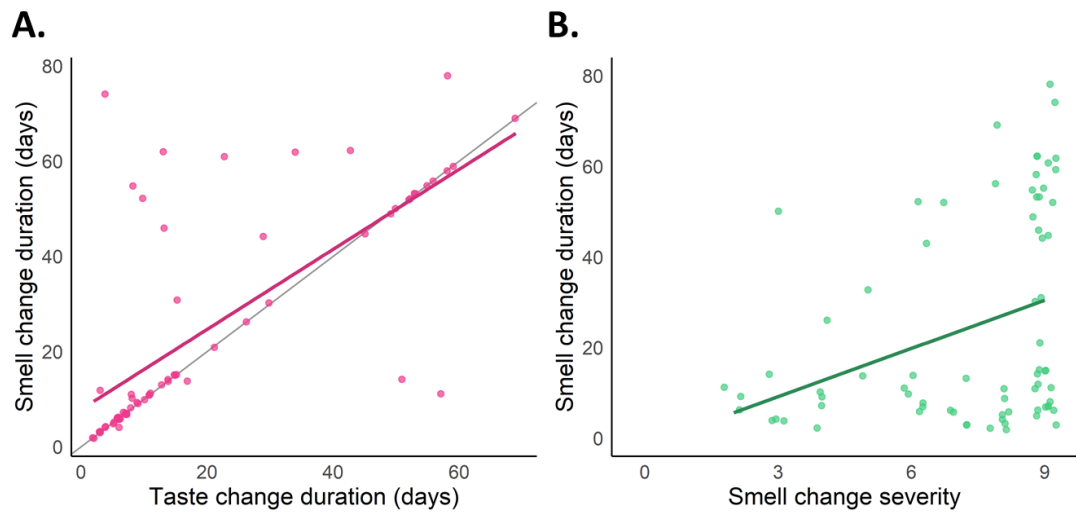 A.
B.
80
60
40
20
0
Smell change duration (days)
0 20 40 60
Taste change duration (days)
80
60
40
20
0
Smell change duration (days)
0 3 6 9
Smell change severity